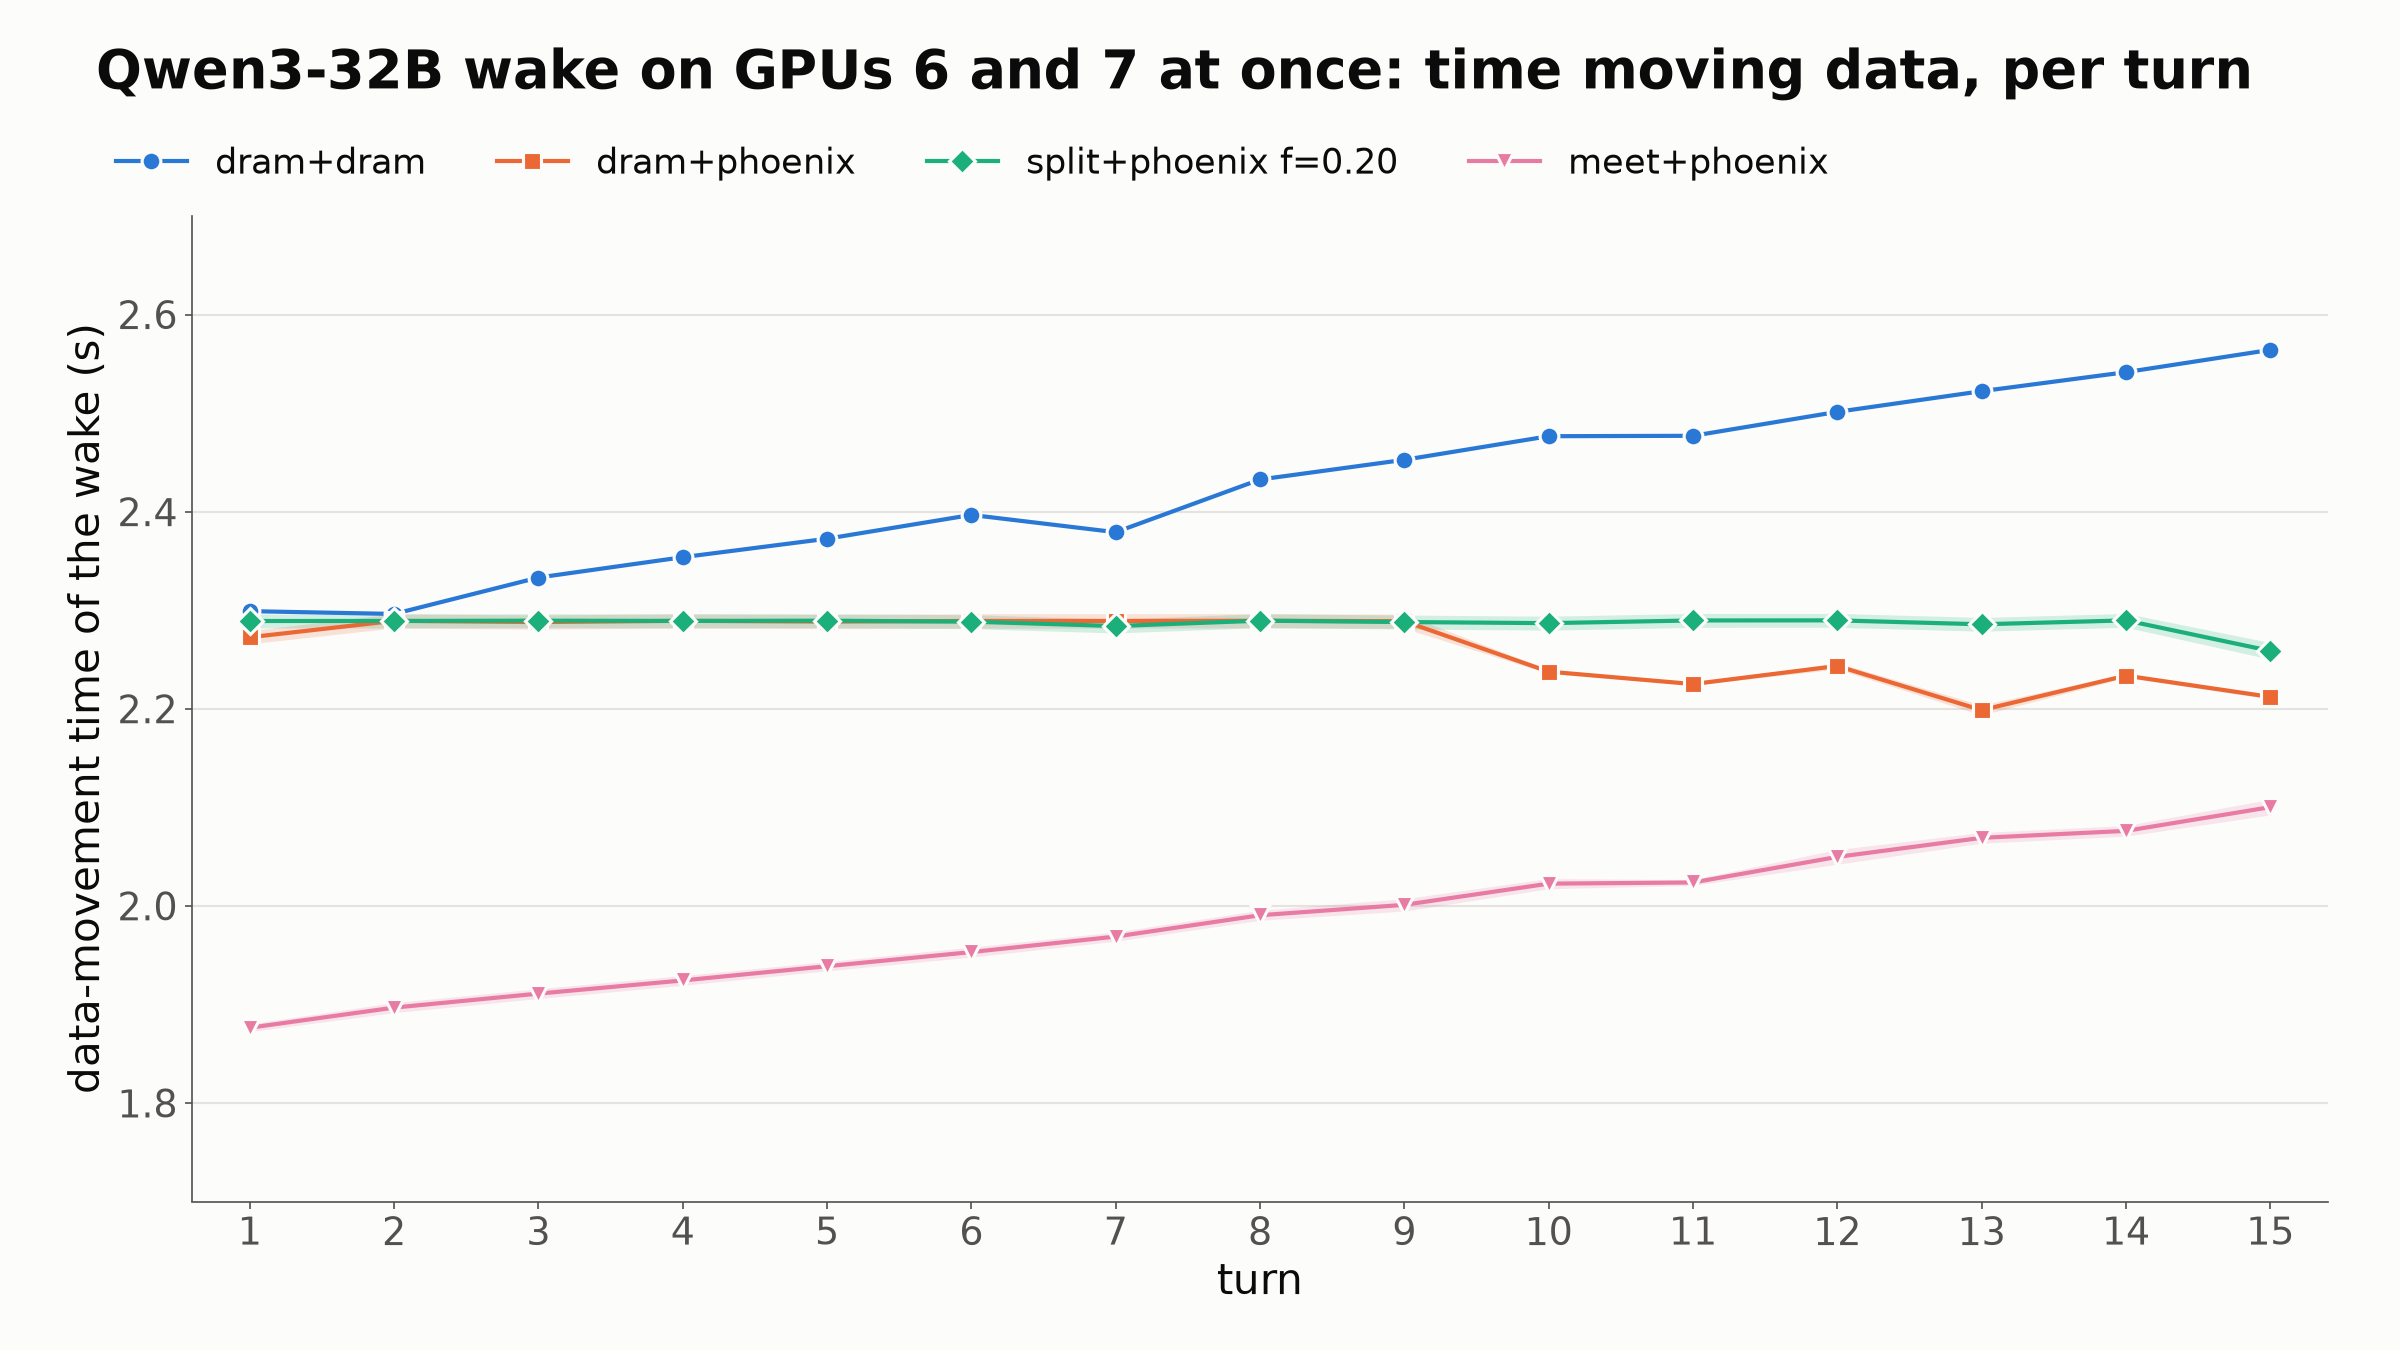 Qwen3-32B wake on GPUs 6 and 7 at once: time moving data, per turn
dram+dram dram+phoenix split+phoenix f=0.20 meet+phoenix
data-movement time of the wake (s)
2.6
2.4
2.2
2.0
1.8
1 2 3 4 5 6 7 8 9 10 11 12 13 14 15
turn